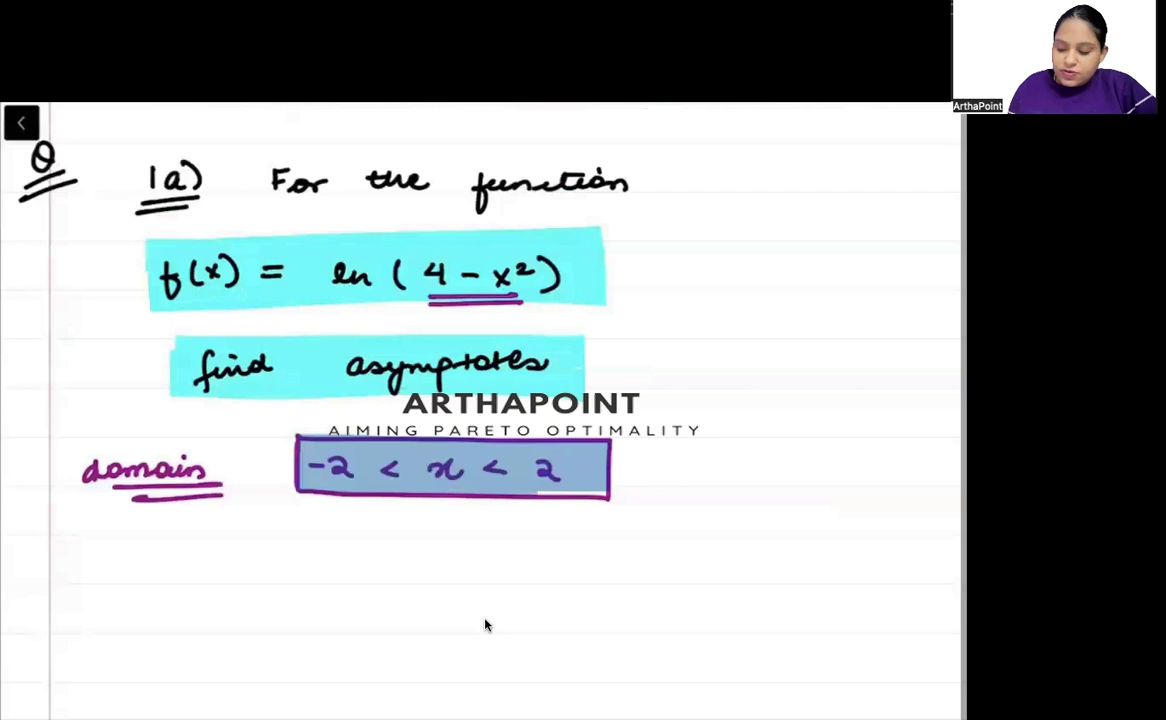 ArthaPoint
Q 1a) For the function
f(x) = ln ( 4 - x² )
find asymptotes
ARTHAPOINT
AIMING PARETO OPTIMALITY
domain -2 < x < 2